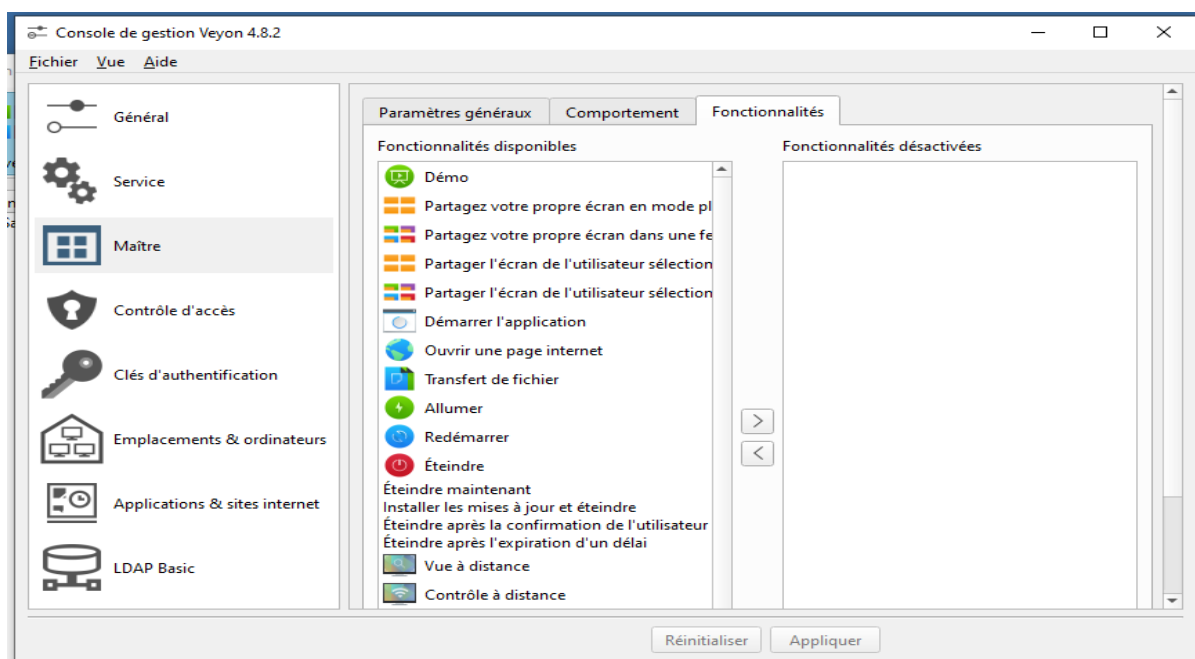 Console de gestion Veyon 4.8.2
Fichier Vue Aide
Général
Service
Maître
Contrôle d'accès
Clés d'authentification
Emplacements & ordinateurs
Applications & sites internet
LDAP Basic
Paramètres généraux Comportement Fonctionnalités
Fonctionnalités disponibles
Démo
Partagez votre propre écran en mode pl
Partagez votre propre écran dans une fe
Partager l'écran de l'utilisateur sélection
Partager l'écran de l'utilisateur sélection
Démarrer l'application
Ouvrir une page internet
Transfert de fichier
Allumer
Redémarrer
Éteindre
Éteindre maintenant
Installer les mises à jour et éteindre
Éteindre après la confirmation de l'utilisateur
Éteindre après l'expiration d'un délai
Vue à distance
Contrôle à distance
>
<
Fonctionnalités désactivées
Réinitialiser Appliquer